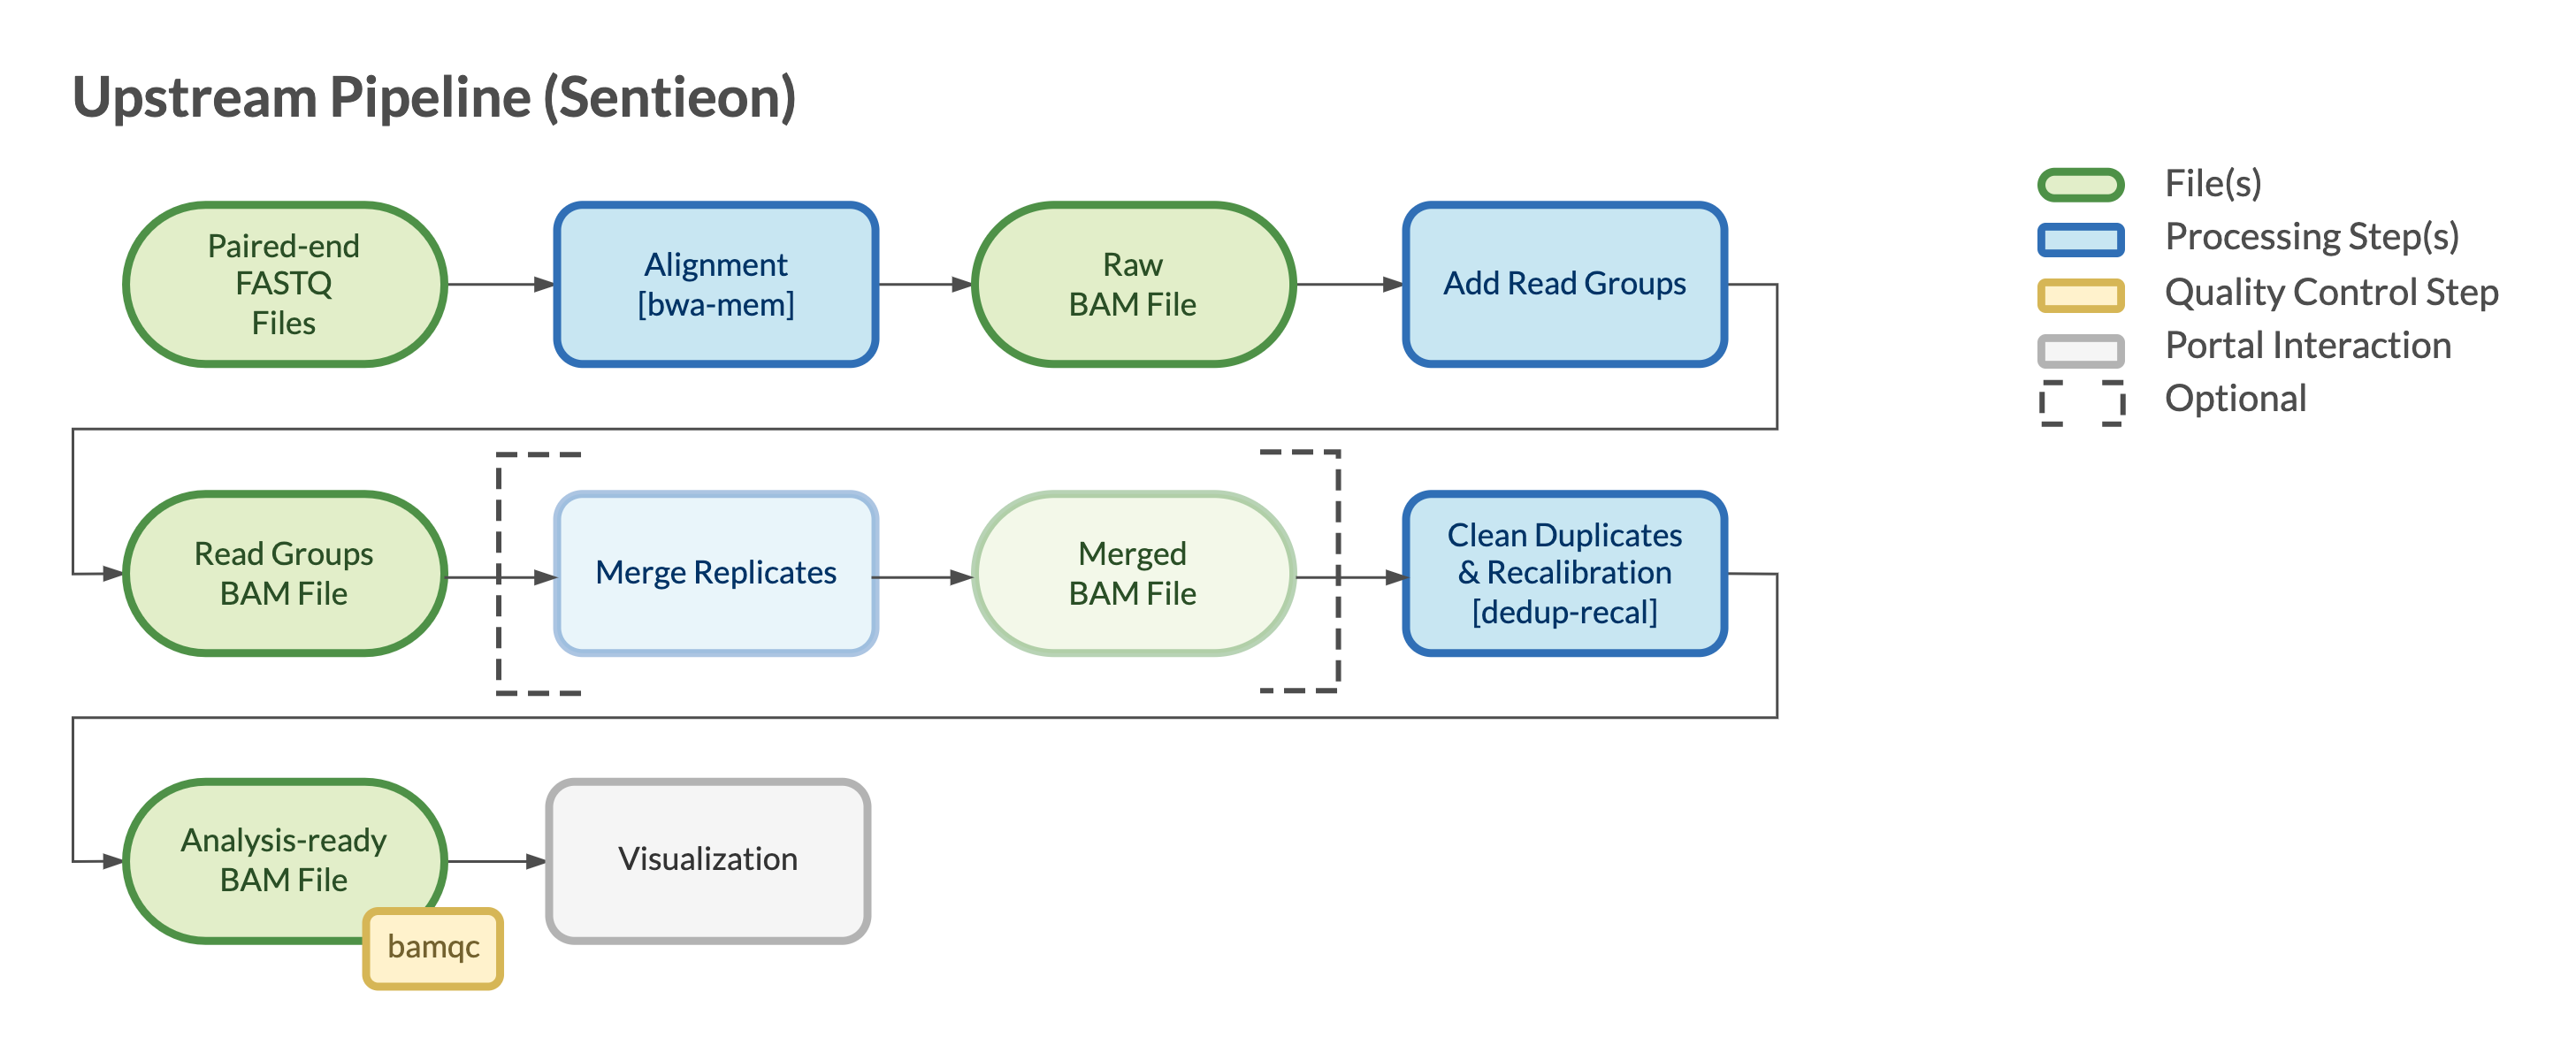 Upstream Pipeline (Sentieon)
Paired-end
FASTQ
Files
Alignment
[bwa-mem]
Raw
BAM File
Add Read Groups
File(s)
Processing Step(s)
Quality Control Step
Portal Interaction
Optional
Read Groups
BAM File
Merge Replicates
Merged
BAM File
Clean Duplicates
& Recalibration
[dedup-recal]
Analysis-ready
BAM File
bamqc
Visualization